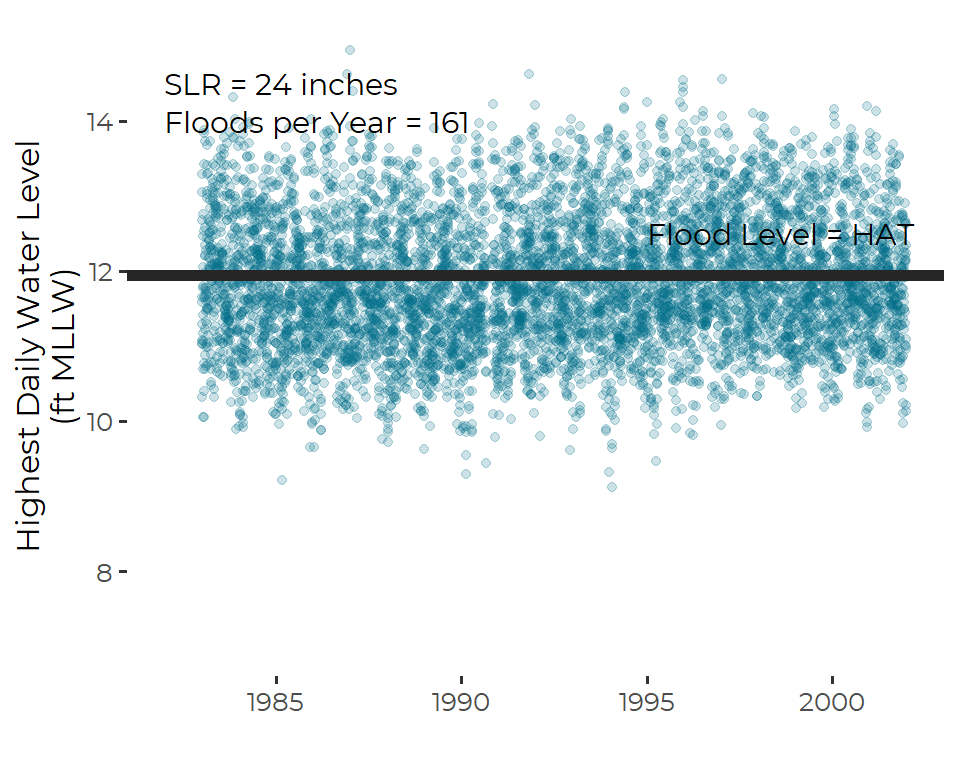 SLR = 24 inches
Floods per Year = 161
Flood Level = HAT
Highest Daily Water Level
(ft MLLW)
14
12
10
8
1985
1990
1995
2000